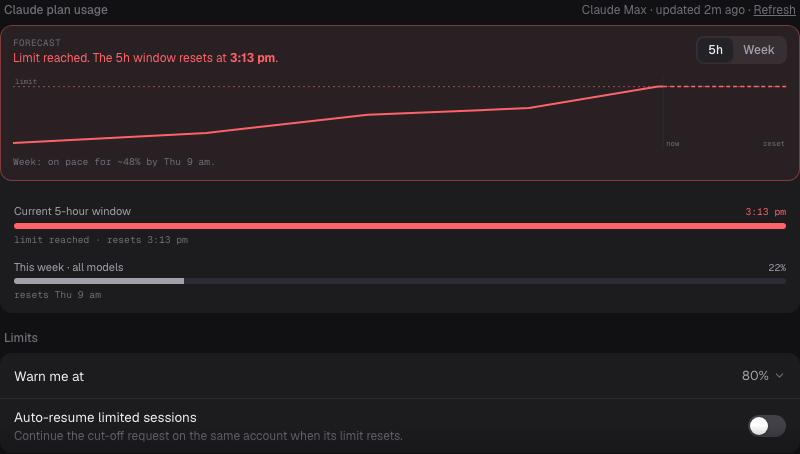 Claude plan usage
Claude Max · updated 2m ago · Refresh
FORECAST
Limit reached. The 5h window resets at 3:13 pm.
5h
Week
limit
now
reset
Week: on pace for ~48% by Thu 9 am.
Current 5-hour window
3:13 pm
limit reached · resets 3:13 pm
This week · all models
22%
resets Thu 9 am
Limits
Warn me at
80%
Auto-resume limited sessions
Continue the cut-off request on the same account when its limit resets.